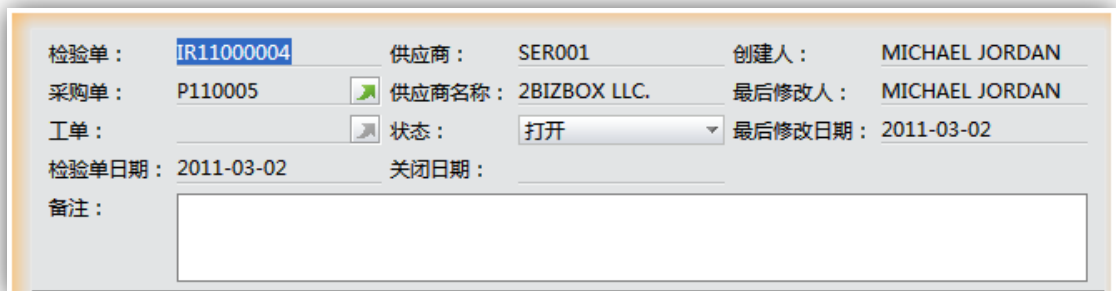 检验单： IR11000004 供应商： SER001 创建人： MICHAEL JORDAN
采购单： P110005 供应商名称： 2BIZBOX LLC. 最后修改人： MICHAEL JORDAN
工单： 状态： 打开 最后修改日期： 2011-03-02
检验单日期： 2011-03-02 关闭日期：
备注：